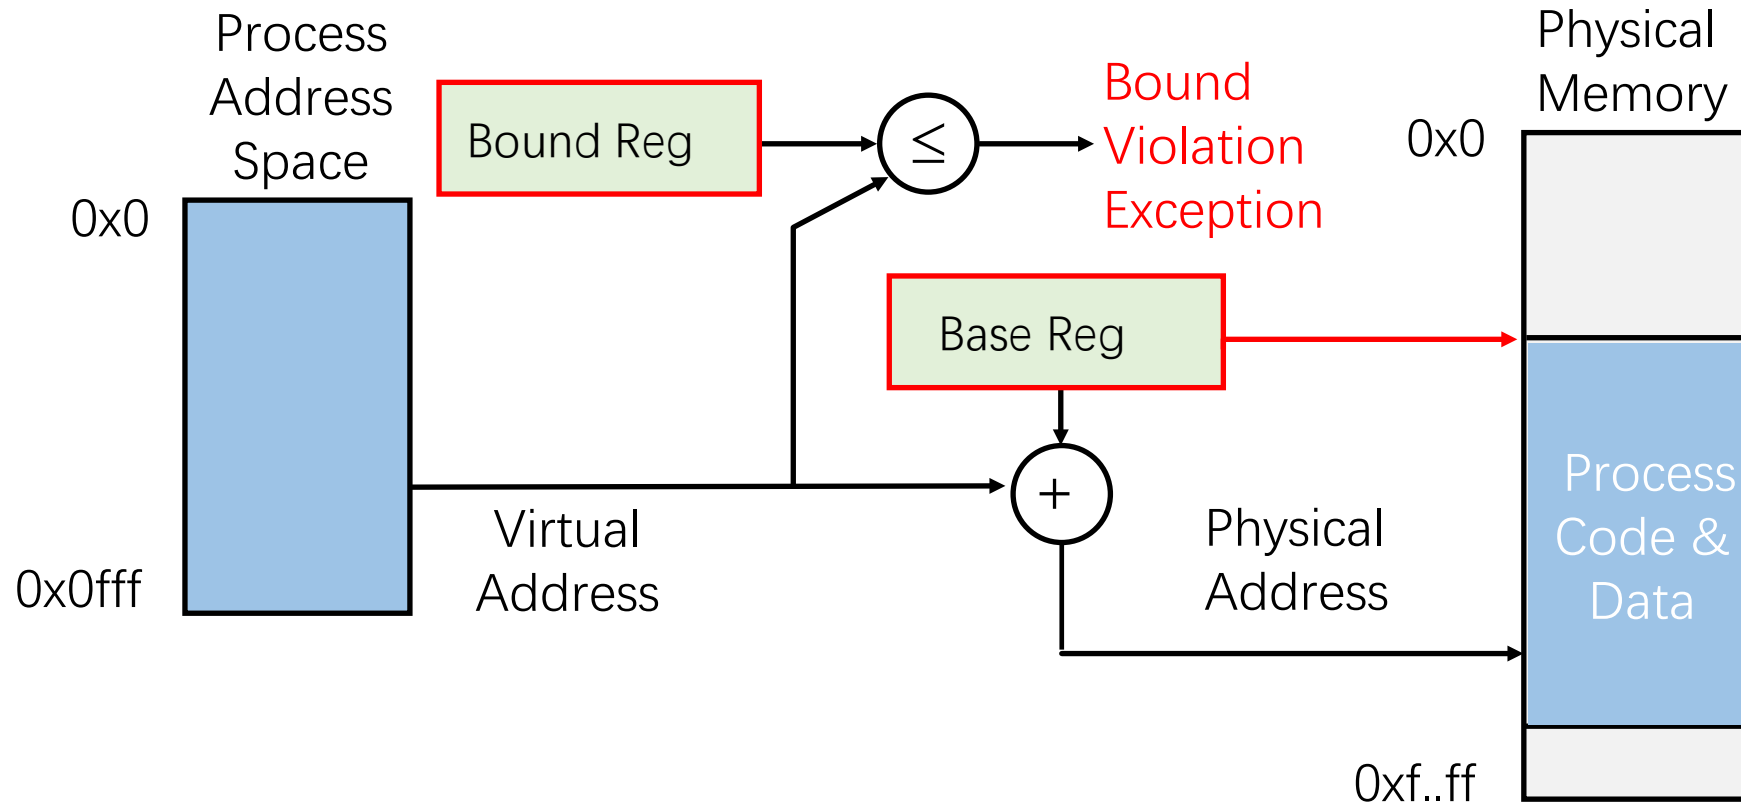 Process
Address
Space
0x0
0x0fff
Bound Reg
≤
Bound
Violation
Exception
Base Reg
+
Virtual
Address
Physical
Address
Physical
Memory
0x0
Process
Code &
Data
0xf..ff